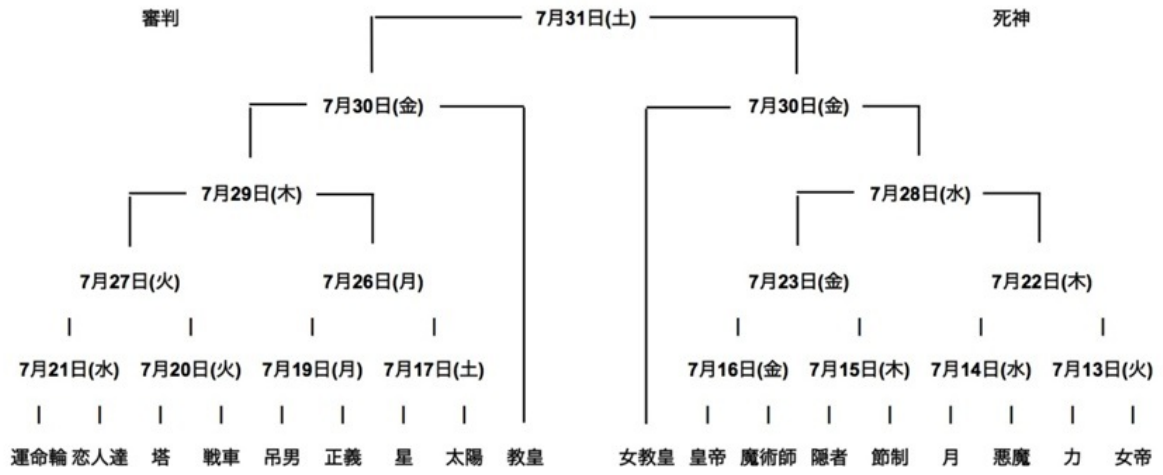 審判 7月31日(土) 死神
7月30日(金) 7月30日(金)
7月29日(木) 7月28日(水)
7月27日(火) 7月26日(月) 7月23日(金) 7月22日(木)
7月21日(水) 7月20日(火) 7月19日(月) 7月17日(土) 7月16日(金) 7月15日(木) 7月14日(水) 7月13日(火)
運命輪 恋人達 塔 戦車 吊男 正義 星 太陽 教皇 女教皇 皇帝 魔術師 隠者 節制 月 悪魔 力 女帝